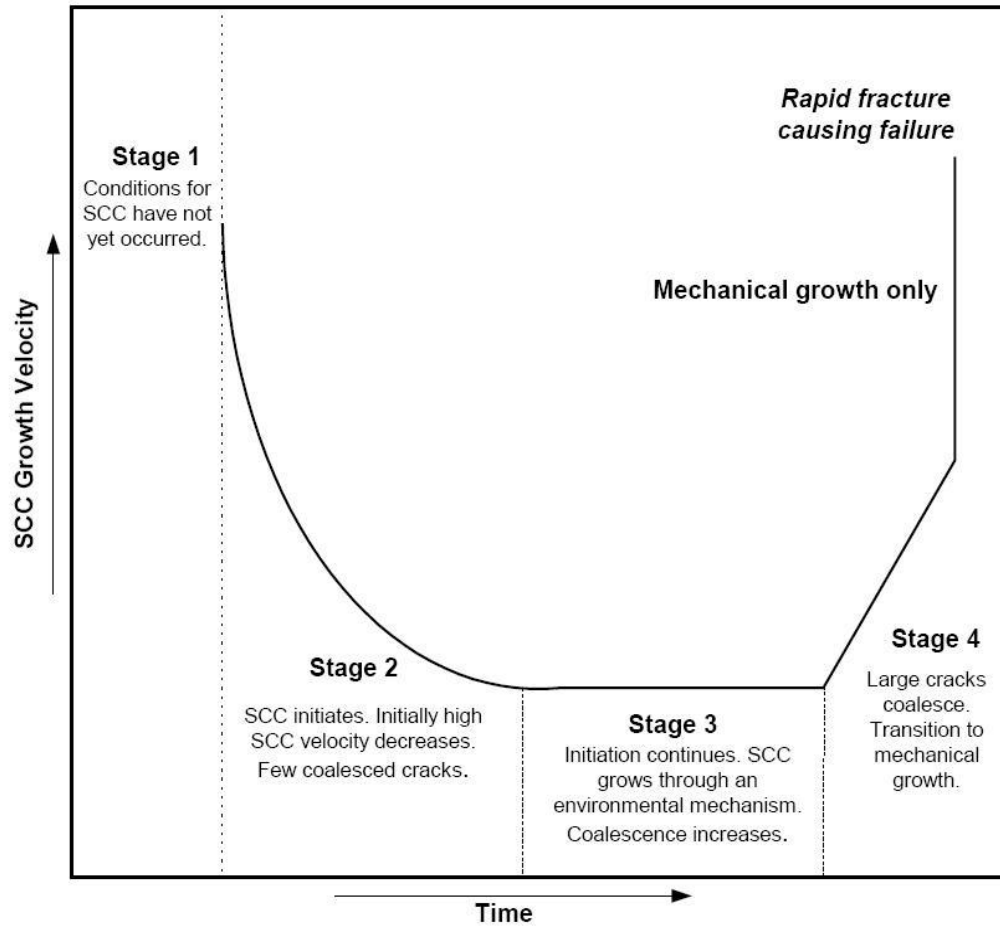 Stage 1
Conditions for
SCC have not
yet occurred.
Rapid fracture
causing failure
Mechanical growth only
SCC Growth Velocity
Stage 2
SCC initiates. Initially high
SCC velocity decreases.
Few coalesced cracks.
Stage 3
Initiation continues. SCC
grows through an
environmental mechanism.
Coalescence increases.
Stage 4
Large cracks
coalesce.
Transition to
mechanical
growth.
Time